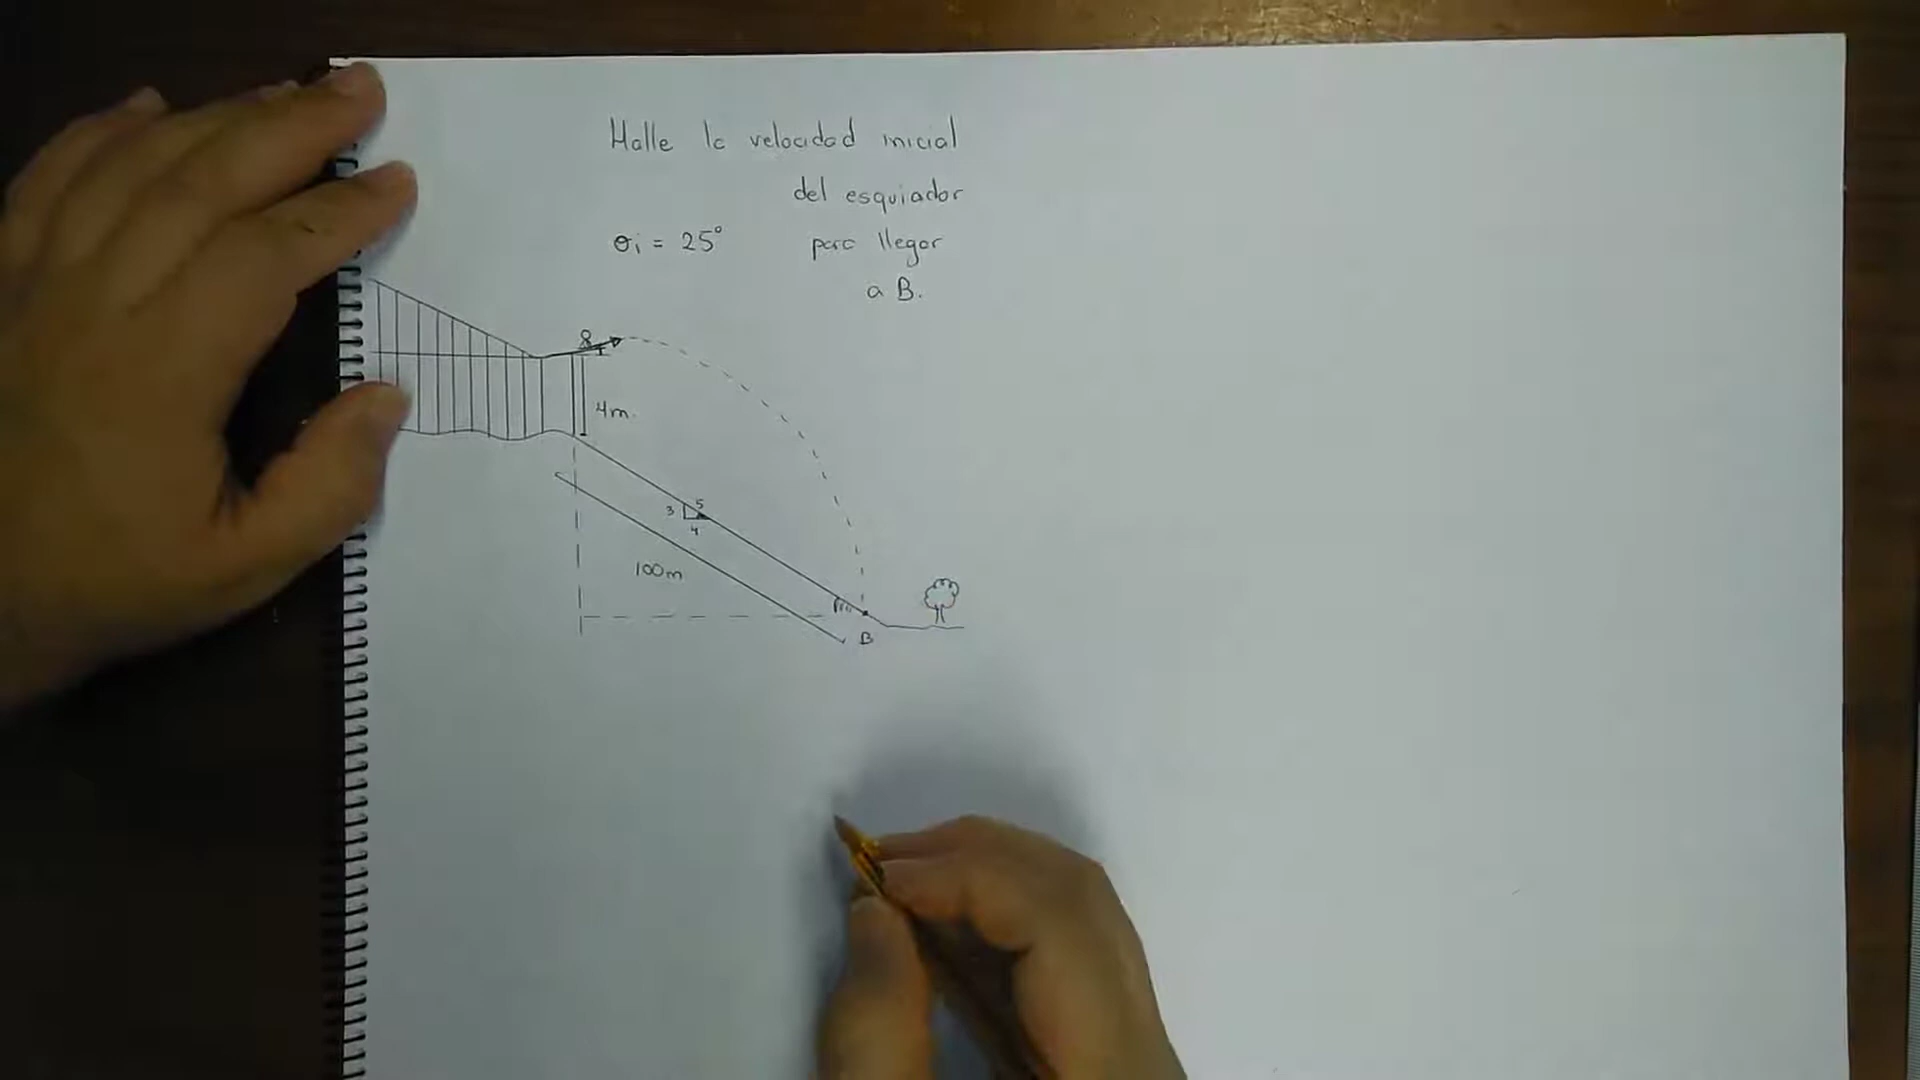 Halle la velocidad inicial
del esquiador
θi = 25° para llegar
a B.
4m.
5
3
4
100m
B